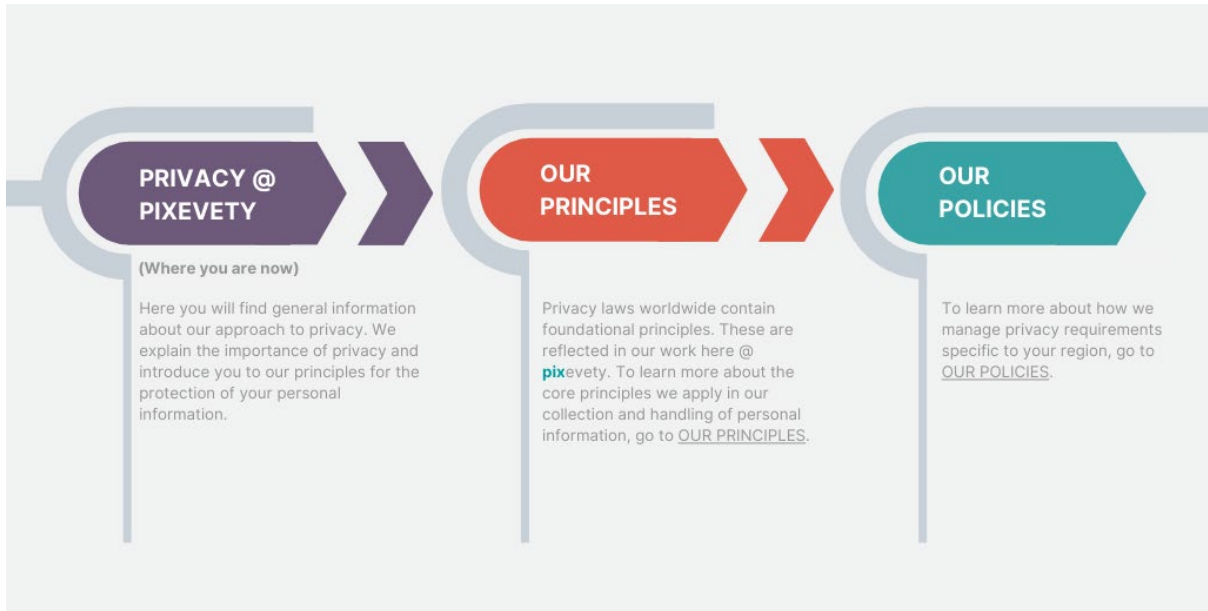 PRIVACY @
PIXEVETY
(Where you are now)
Here you will find general information
about our approach to privacy. We
explain the importance of privacy and
introduce you to our principles for the
protection of your personal
information.
OUR
PRINCIPLES
Privacy laws worldwide contain
foundational principles. These are
reflected in our work here @
pixevety. To learn more about the
core principles we apply in our
collection and handling of personal
information, go to OUR PRINCIPLES.
OUR
POLICIES
To learn more about how we
manage privacy requirements
specific to your region, go to
OUR POLICIES.